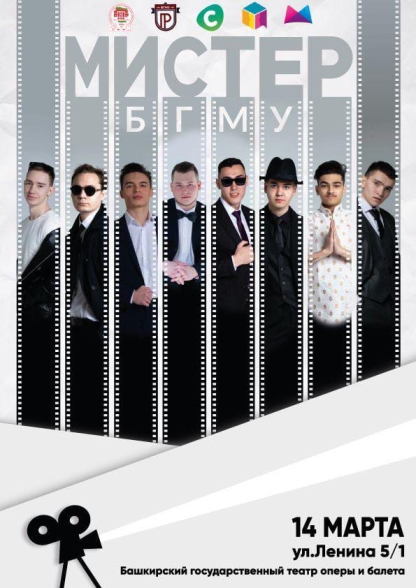 МИСТЕР
БГМУ
14 МАРТА
ул.Ленина 5/1
Башкирский государственный театр оперы и балета